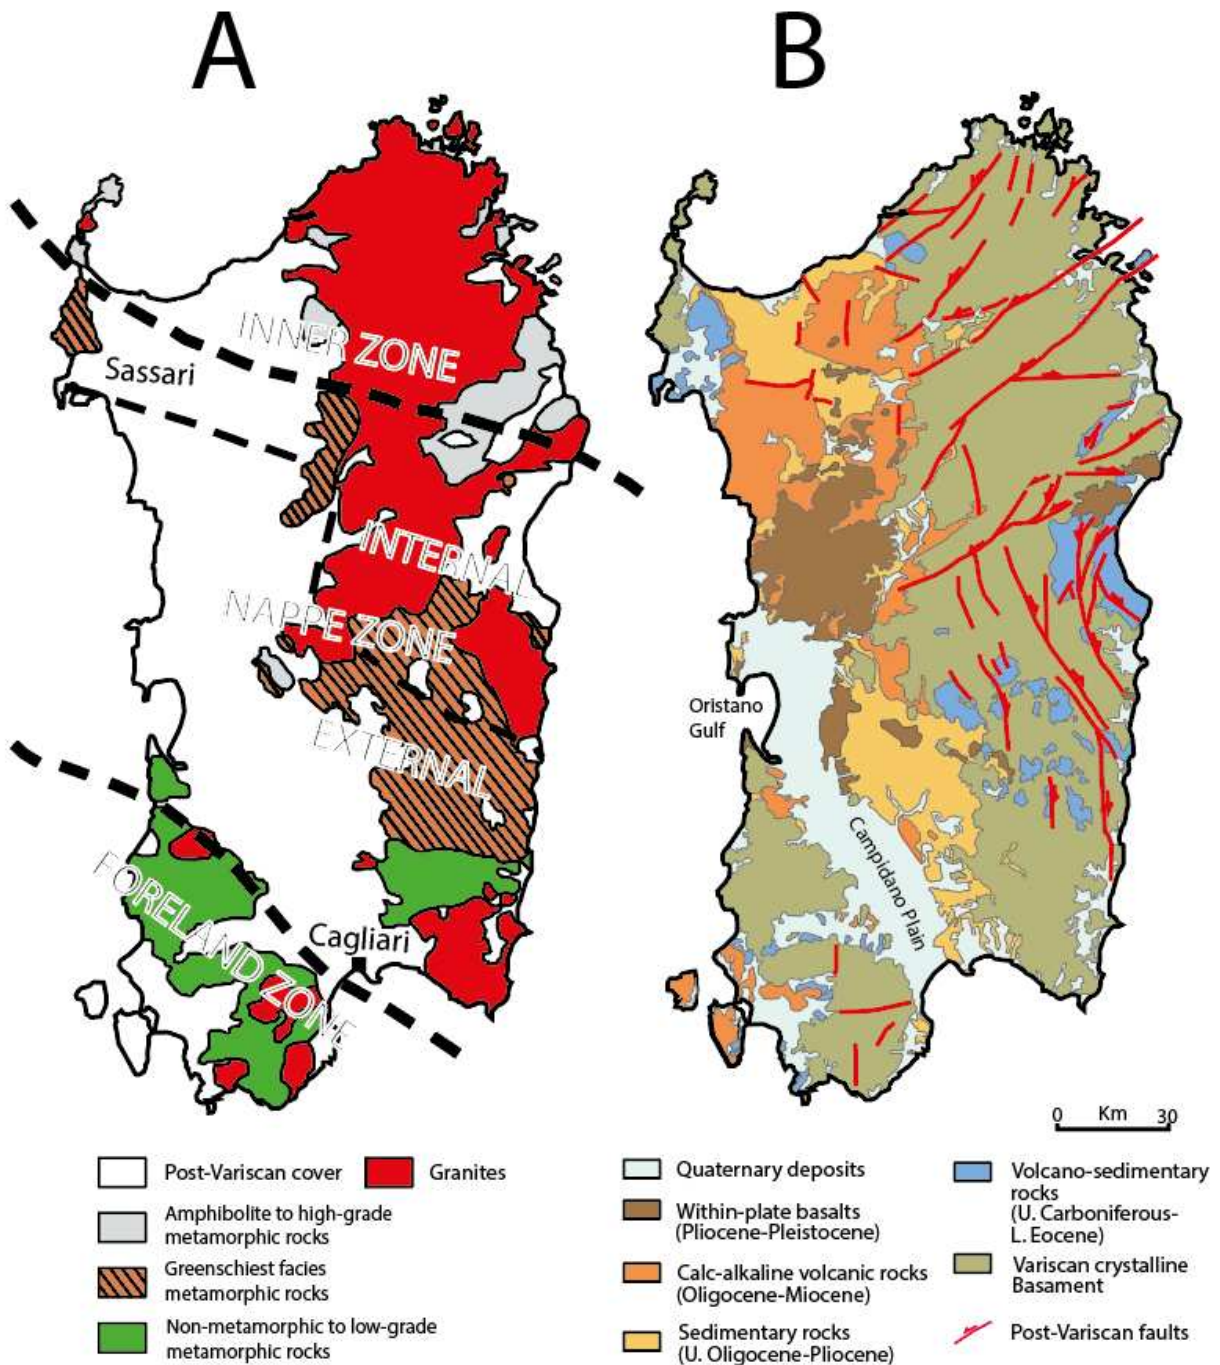 A
B
INNER ZONE
Sassari
INTERNAL
NAPPE ZONE
EXTERNAL
FORELAND ZONE
Cagliari
Oristano
Gulf
Campidano Plain
0 Km 30
Post-Variscan cover
Granites
Amphibolite to high-grade
metamorphic rocks
Greenschiest facies
metamorphic rocks
Non-metamorphic to low-grade
metamorphic rocks
Quaternary deposits
Within-plate basalts
(Pliocene-Pleistocene)
Calc-alkaline volcanic rocks
(Oligocene-Miocene)
Sedimentary rocks
(U. Oligocene-Pliocene)
Volcano-sedimentary
rocks
(U. Carboniferous-
L. Eocene)
Variscan crystalline
Basament
Post-Variscan faults